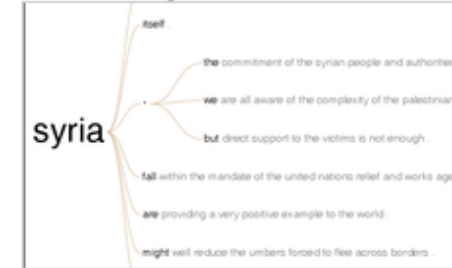 itself .
the commitment of the syrian people and authorities
syria
,
we are all aware of the complexity of the palestinian
but direct support to the victims is not enough .
fall within the mandate of the united nations relief and works age
are providing a very positive example to the world .
might well reduce the umbers forced to flee across borders .